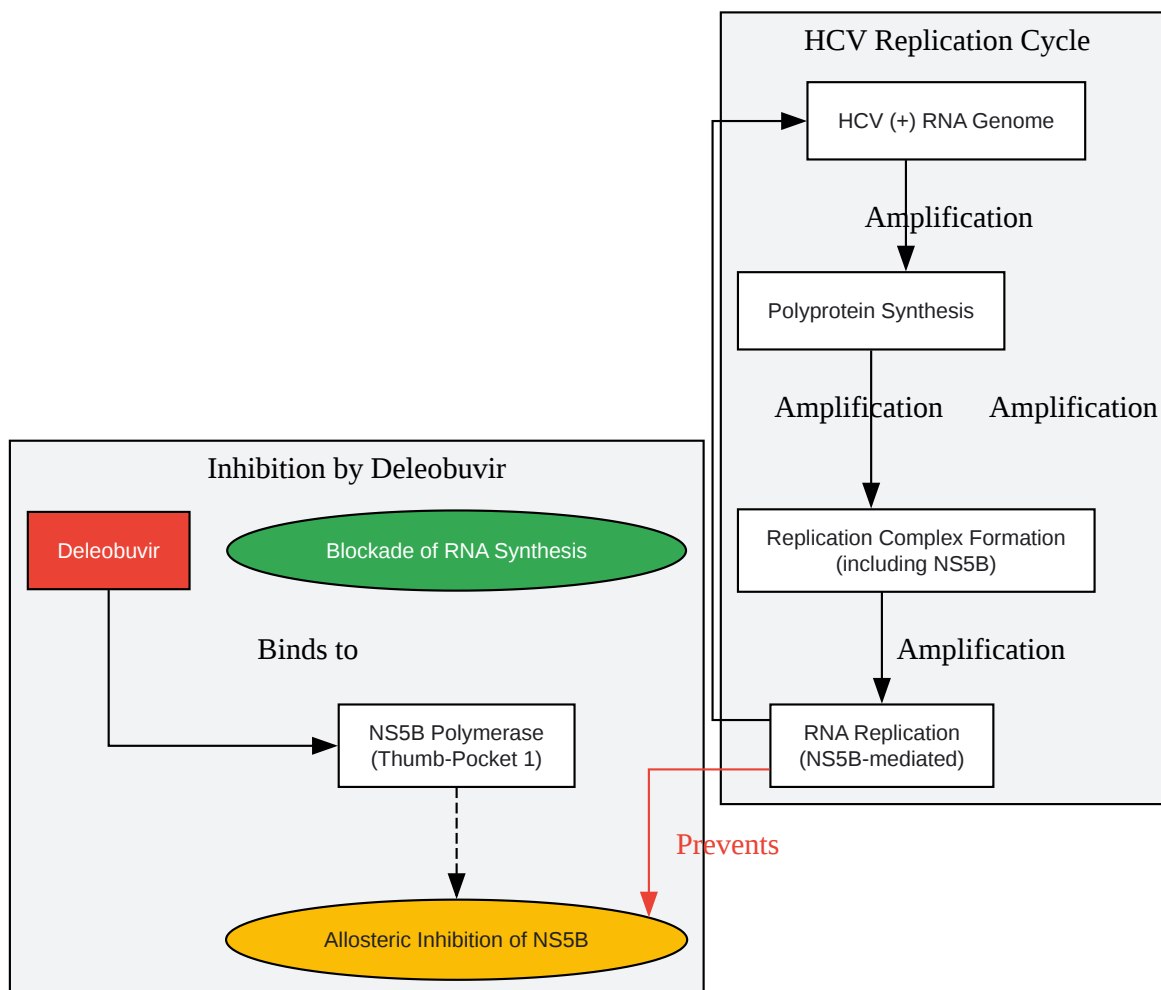 HCV Replication Cycle
HCV (+) RNA Genome
Amplification
Polyprotein Synthesis
Amplification
Amplification
Replication Complex Formation
(including NS5B)
Amplification
RNA Replication
(NS5B-mediated)
Prevents
Inhibition by Deleobuvir
Deleobuvir
Blockade of RNA Synthesis
Binds to
NS5B Polymerase
(Thumb-Pocket 1)
Allosteric Inhibition of NS5B